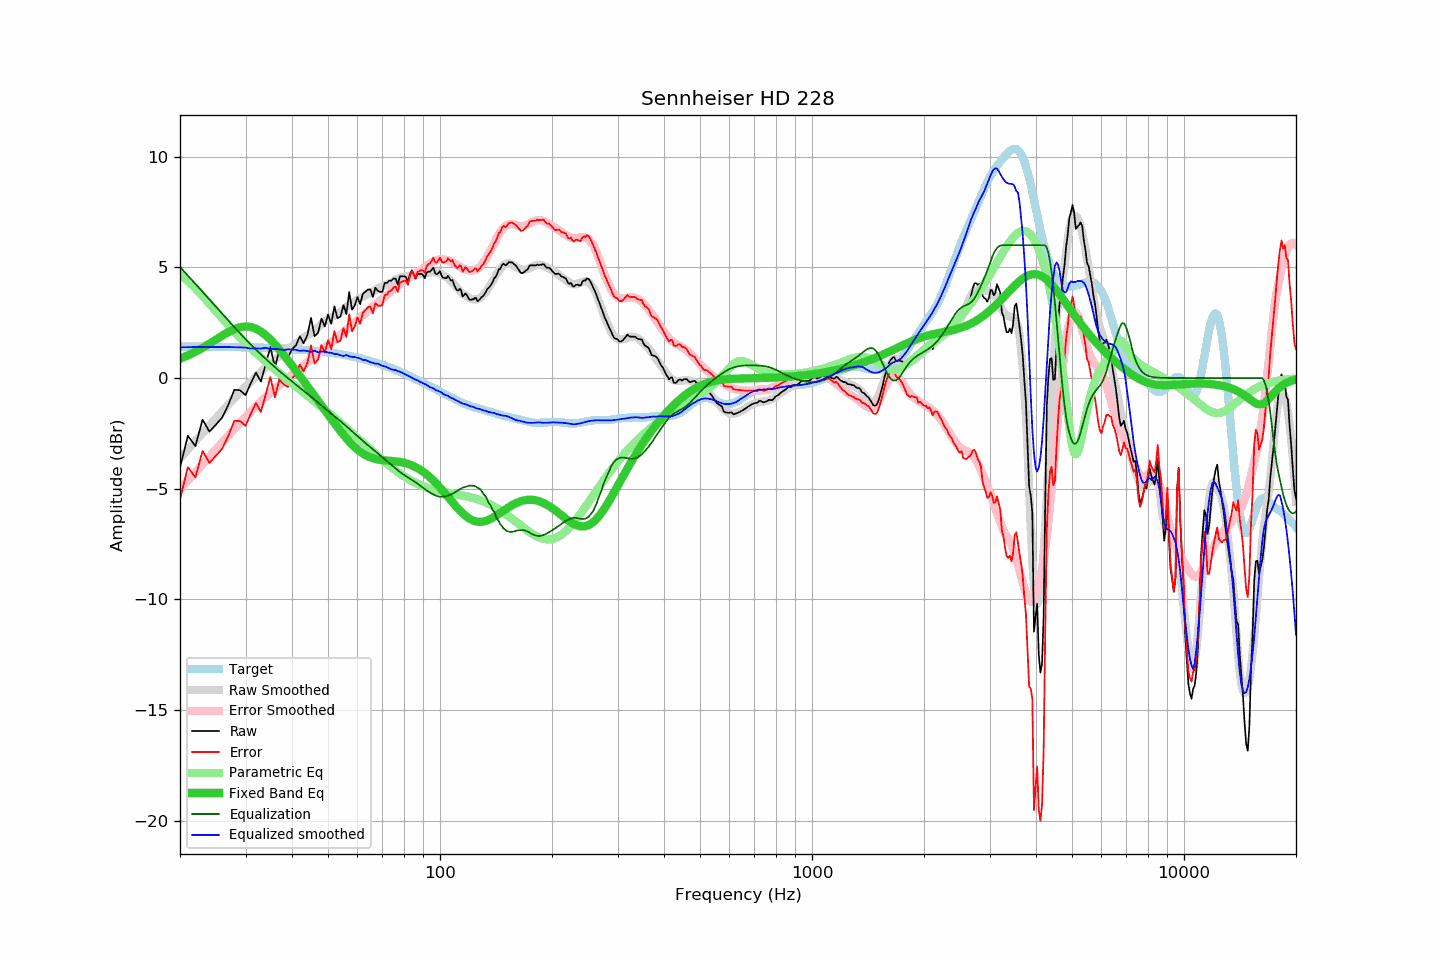 Sennheiser HD 228
Amplitude (dBr)
10
5
0
−5
−10
−15
−20
Target
Raw Smoothed
Error Smoothed
Raw
Error
Parametric Eq
Fixed Band Eq
Equalization
Equalized smoothed
100
1000
10000
Frequency (Hz)